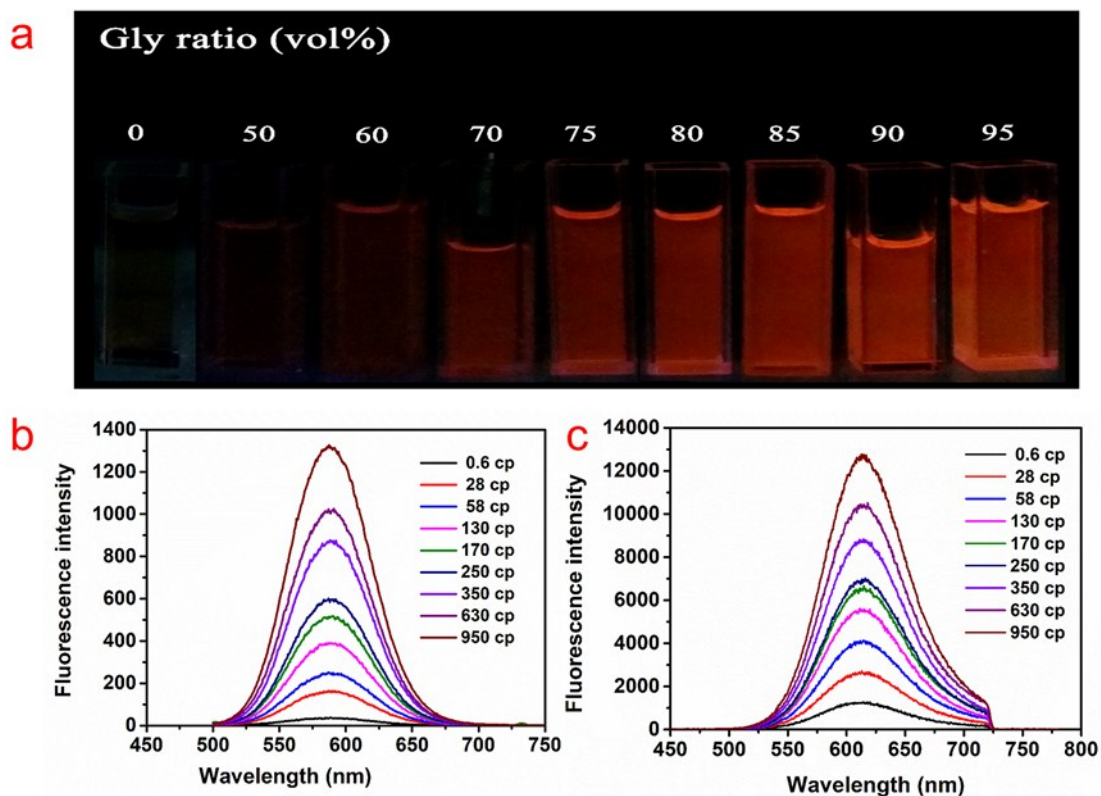 a
Gly ratio (vol%)
0 50 60 70 75 80 85 90 95
b
1400
1200
1000
800
600
400
200
0
450 500 550 600 650 700 750
Fluorescence intensity
Wavelength (nm)
0.6 cp
28 cp
58 cp
130 cp
170 cp
250 cp
350 cp
630 cp
950 cp
c
14000
12000
10000
8000
6000
4000
2000
0
450 500 550 600 650 700 750 800
Fluorescence intensity
Wavelength (nm)
0.6 cp
28 cp
58 cp
130 cp
170 cp
250 cp
350 cp
630 cp
950 cp